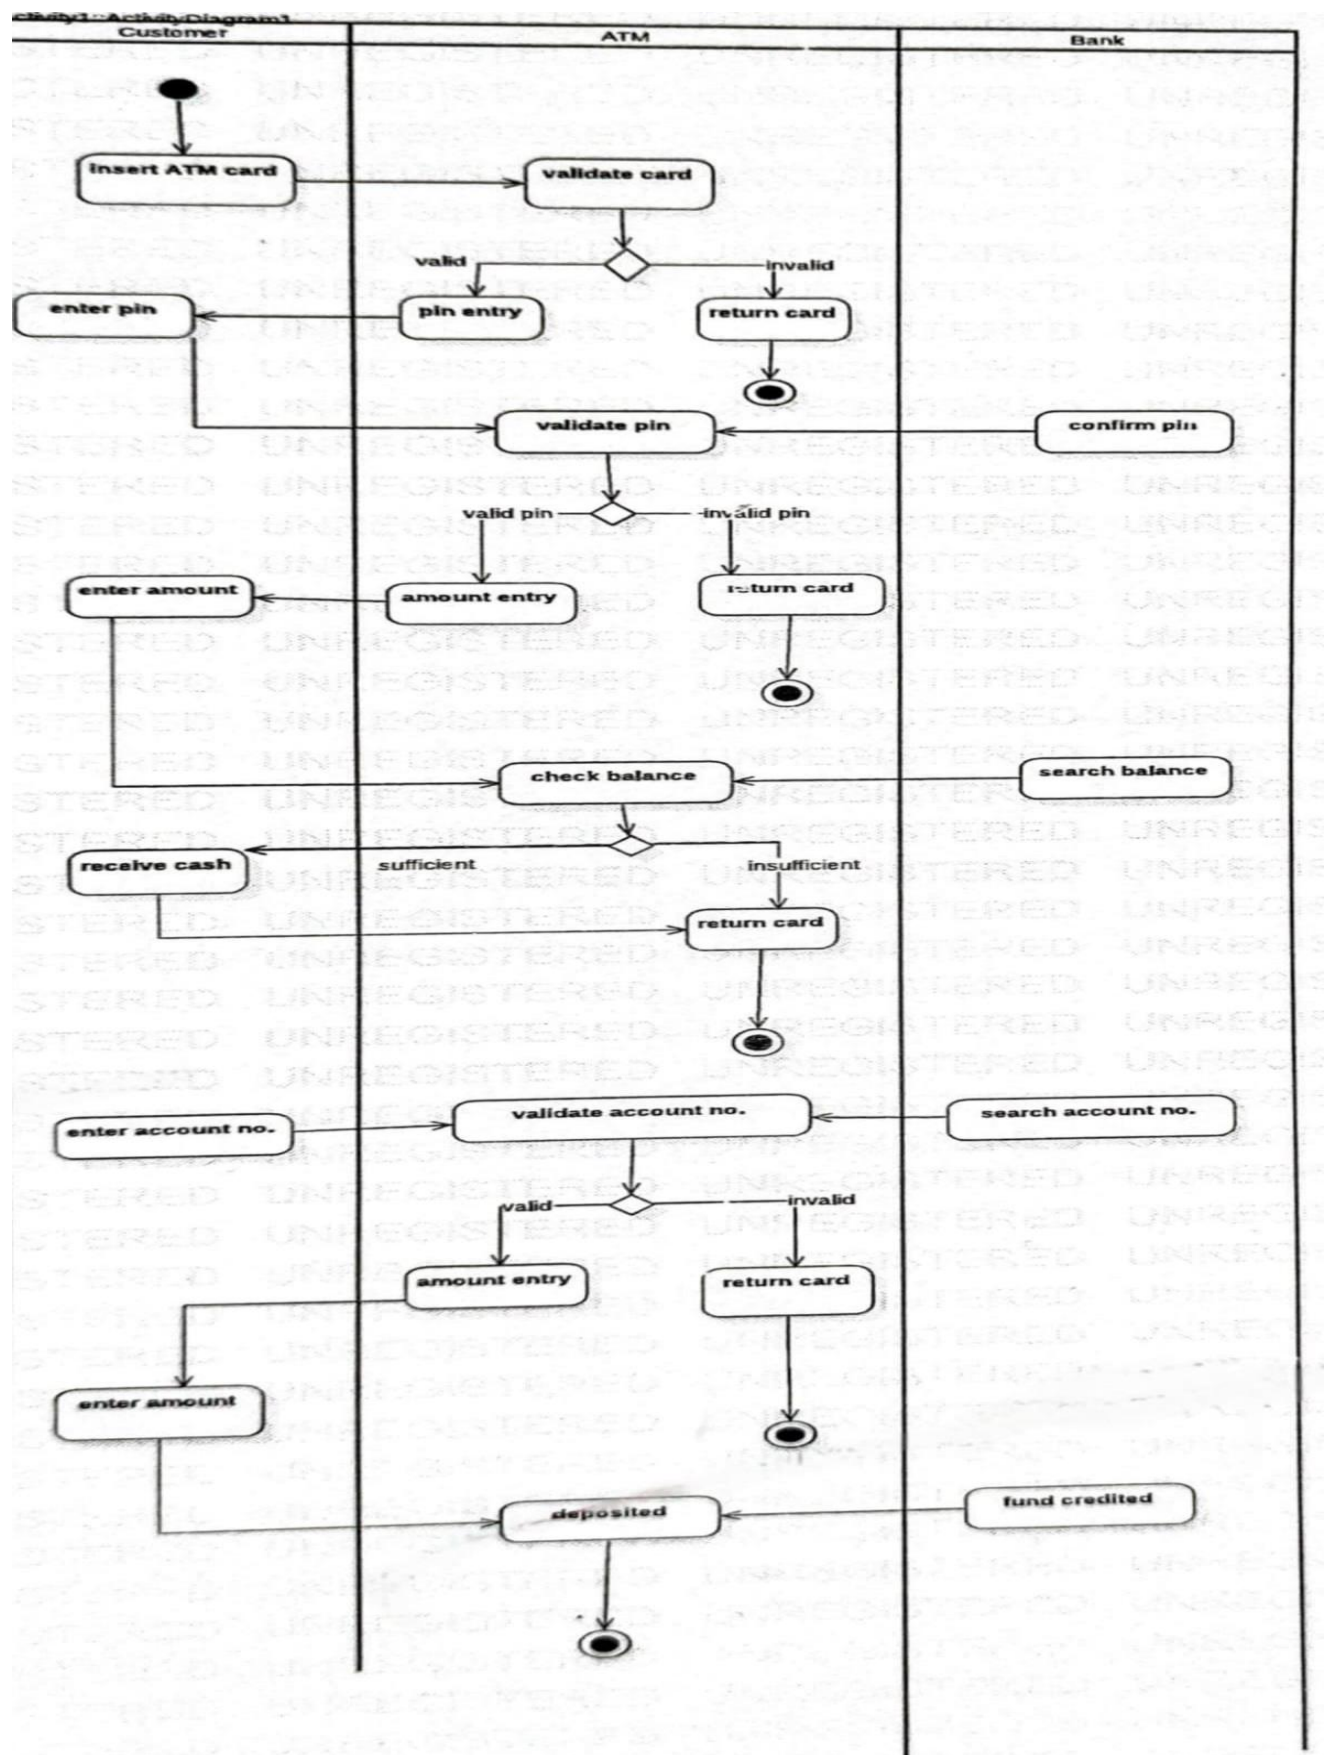 ctivity1::ActivityDiagram1
Customer
ATM
Bank
insert ATM card
validate card
valid
invalid
enter pin
pin entry
return card
validate pin
confirm pin
valid pin
invalid pin
enter amount
amount entry
return card
check balance
search balance
receive cash
sufficient
insufficient
return card
enter account no.
validate account no.
search account no.
valid
invalid
amount entry
return card
enter amount
deposited
fund credited
UNREGISTERED